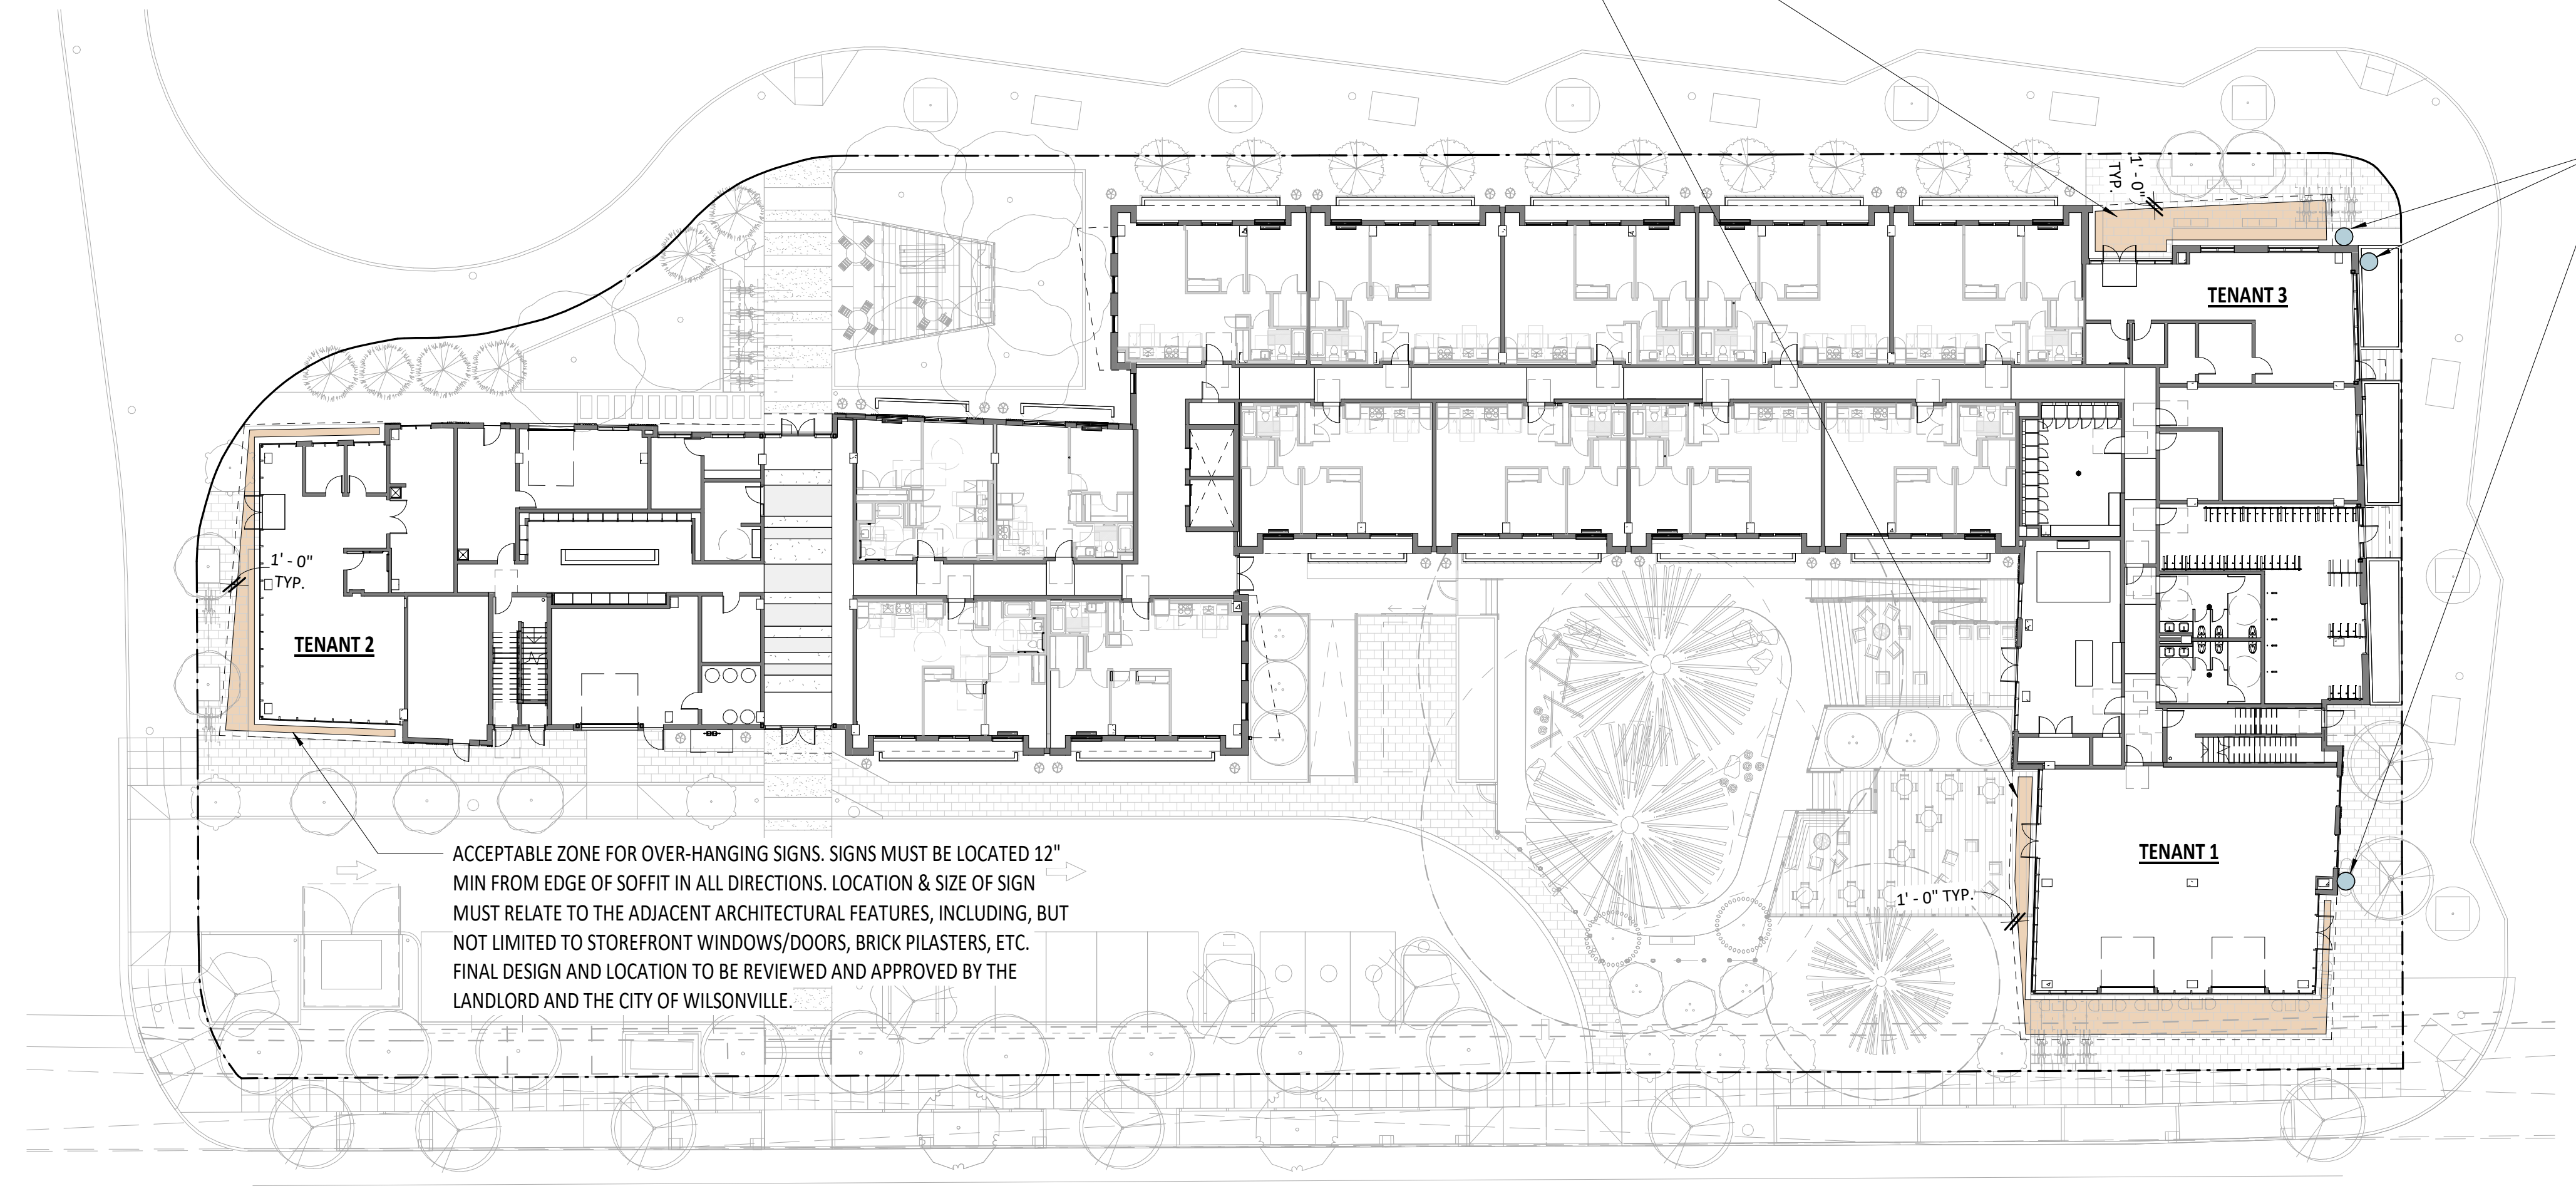 1' - 0"
TYP.
TENANT 3
1' - 0"
TYP.
TENANT 2
TENANT 1
1' - 0" TYP.
ACCEPTABLE ZONE FOR OVER-HANGING SIGNS. SIGNS MUST BE LOCATED 12"
MIN FROM EDGE OF SOFFIT IN ALL DIRECTIONS. LOCATION & SIZE OF SIGN
MUST RELATE TO THE ADJACENT ARCHITECTURAL FEATURES, INCLUDING, BUT
NOT LIMITED TO STOREFRONT WINDOWS/DOORS, BRICK PILASTERS, ETC.
FINAL DESIGN AND LOCATION TO BE REVIEWED AND APPROVED BY THE
LANDLORD AND THE CITY OF WILSONVILLE.